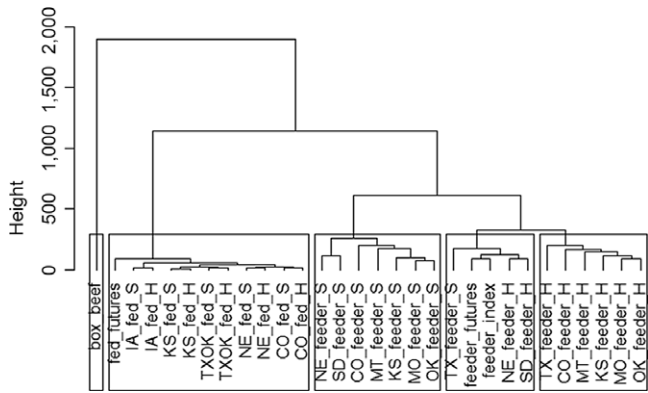 2,000
1,500
1,000
500
0
Height
box_beef
fed_futures
IA_fed_S
IA_fed_H
KS_fed_S
KS_fed_H
TXOK_fed_S
TXOK_fed_H
NE_fed_S
NE_fed_H
CO_fed_S
CO_fed_H
NE_feeder_S
SD_feeder_S
CO_feeder_S
MT_feeder_S
KS_feeder_S
MO_feeder_S
OK_feeder_S
TX_feeder_S
feeder_futures
feeder_index
NE_feeder_H
SD_feeder_H
TX_feeder_H
CO_feeder_H
MT_feeder_H
KS_feeder_H
MO_feeder_H
OK_feeder_H